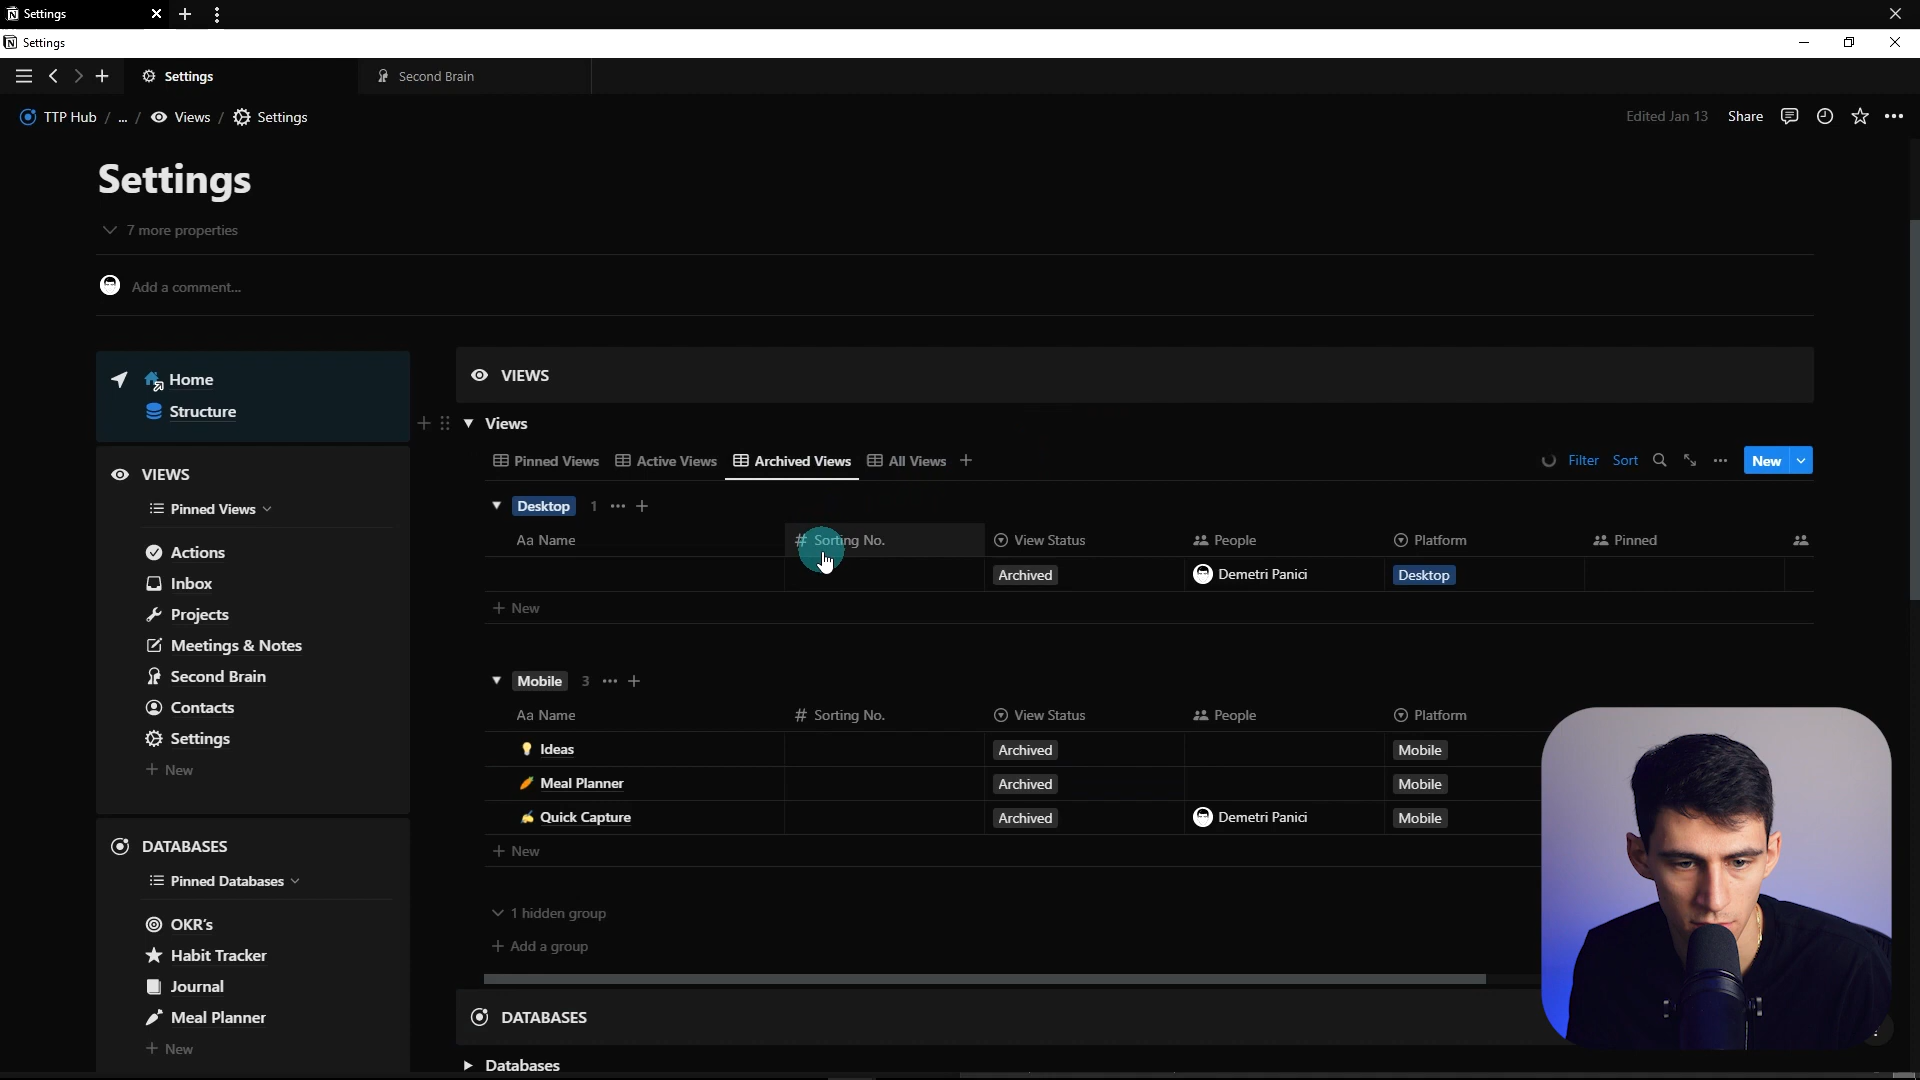 Settings
Settings
Settings
Second Brain
TTP Hub / ... / Views / Settings
Edited Jan 13
Share
Settings
7 more properties
Add a comment...
Home
Structure
VIEWS
Pinned Views
Actions
Inbox
Projects
Meetings & Notes
Second Brain
Contacts
Settings
+ New
DATABASES
Pinned Databases
OKR's
Habit Tracker
Journal
Meal Planner
+ New
VIEWS
Views
Pinned Views Active Views Archived Views All Views +
Filter Sort New
Desktop 1 ... +
Aa Name # Sorting No. View Status People Platform Pinned
Archived Demetri Panici Desktop
+ New
Mobile 3 ... +
Aa Name # Sorting No. View Status People Platform
Ideas Archived Mobile
Meal Planner Archived Mobile
Quick Capture Archived Demetri Panici Mobile
+ New
1 hidden group
+ Add a group
DATABASES
Databases